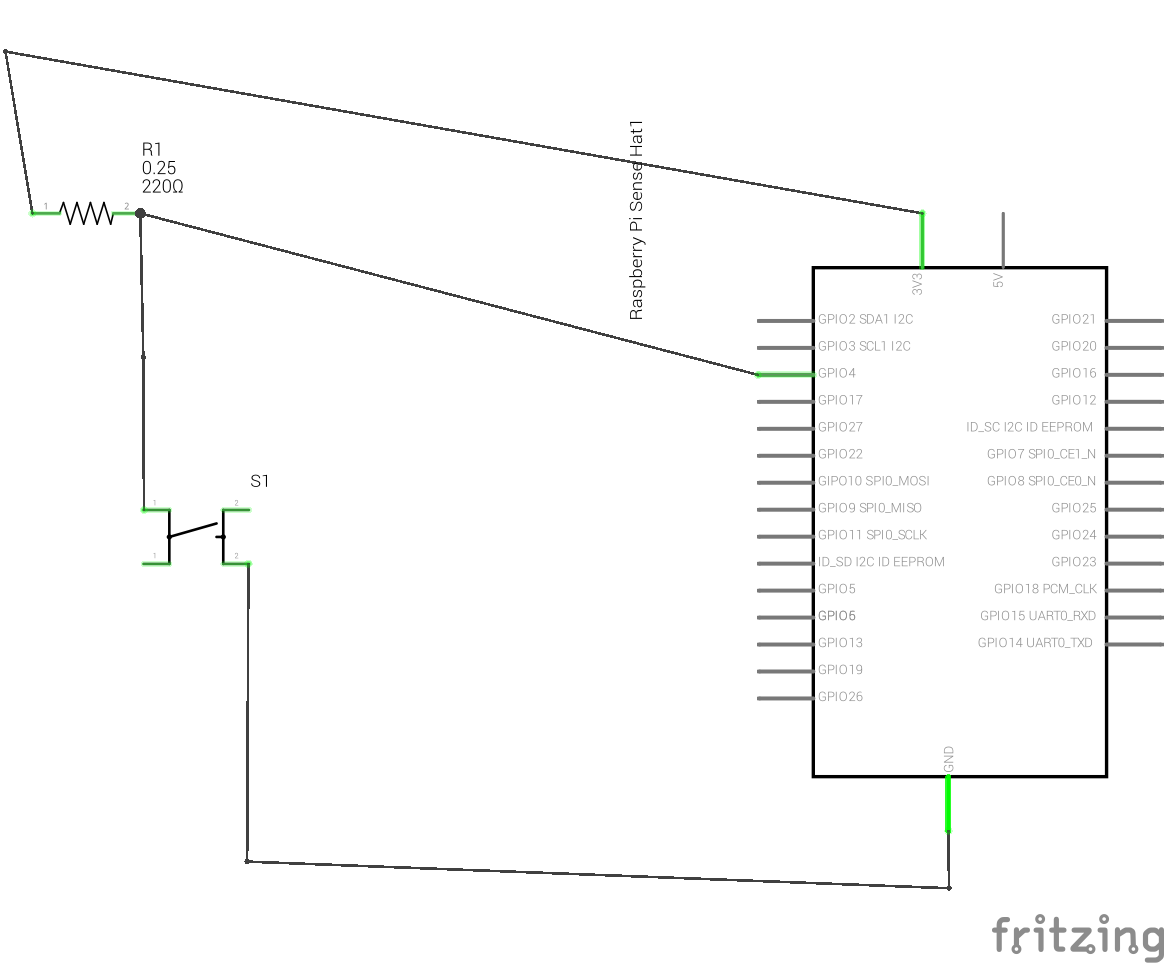 R1
0.25
220Ω
1
2
Raspberry Pi Sense Hat1
3V3
5V
GPIO2 SDA1 I2C
GPIO21
GPIO3 SCL1 I2C
GPIO20
GPIO4
GPIO16
GPIO17
GPIO12
GPIO27
ID_SC I2C ID EEPROM
GPIO22
GPIO7 SPI0_CE1_N
GIPO10 SPI0_MOSI
GPIO8 SPI0_CE0_N
GPIO9 SPI0_MISO
GPIO25
GPIO11 SPI0_SCLK
GPIO24
ID_SD I2C ID EEPROM
GPIO23
GPIO5
GPIO18 PCM_CLK
GPIO6
GPIO15 UART0_RXD
GPIO13
GPIO14 UART0_TXD
GPIO19
GPIO26
GND
S1
1
2
1
2
fritzing